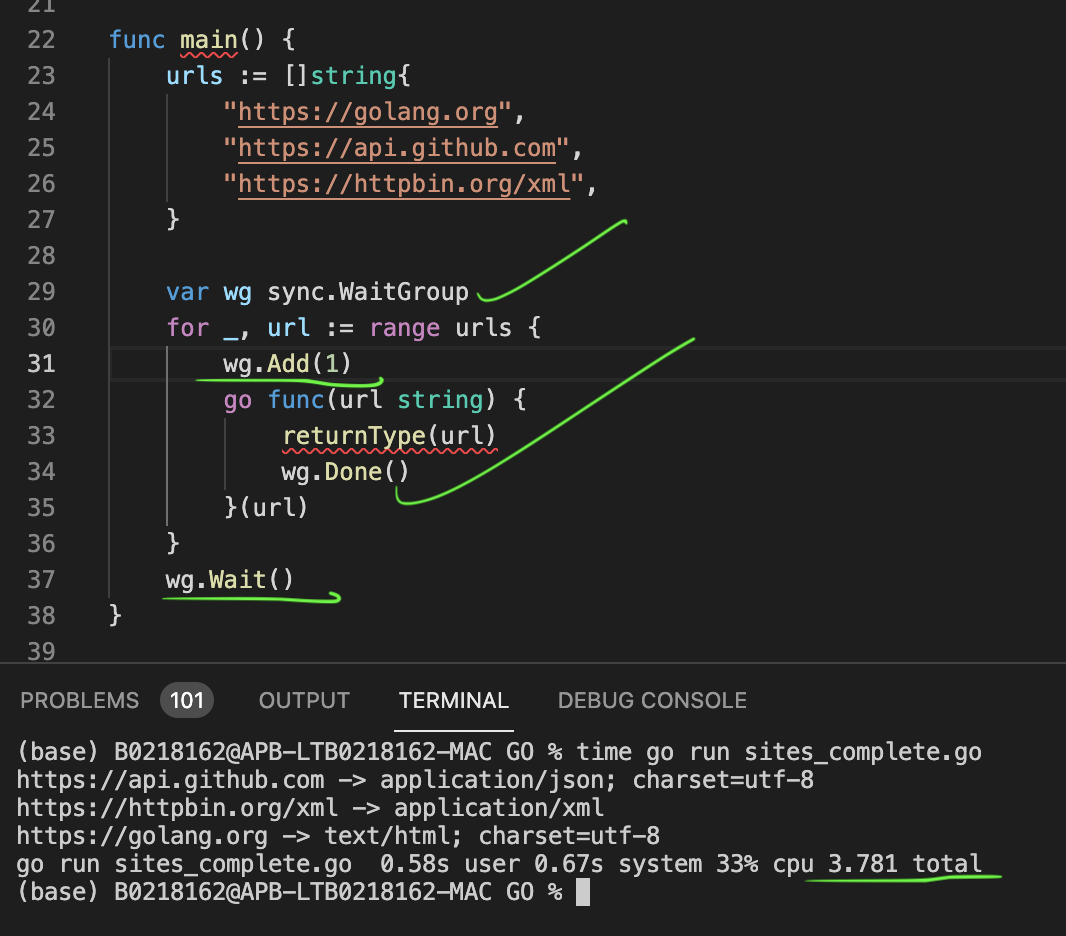 21
22 func main() {
23 urls := []string{
24 "https://golang.org",
25 "https://api.github.com",
26 "https://httpbin.org/xml",
27 }
28
29 var wg sync.WaitGroup
30 for _, url := range urls {
31 wg.Add(1)
32 go func(url string) {
33 returnType(url)
34 wg.Done()
35 }(url)
36 }
37 wg.Wait()
38 }
39
PROBLEMS 101 OUTPUT TERMINAL DEBUG CONSOLE
(base) B0218162@APB-LTB0218162-MAC GO % time go run sites_complete.go
https://api.github.com -> application/json; charset=utf-8
https://httpbin.org/xml -> application/xml
https://golang.org -> text/html; charset=utf-8
go run sites_complete.go 0.58s user 0.67s system 33% cpu 3.781 total
(base) B0218162@APB-LTB0218162-MAC GO %